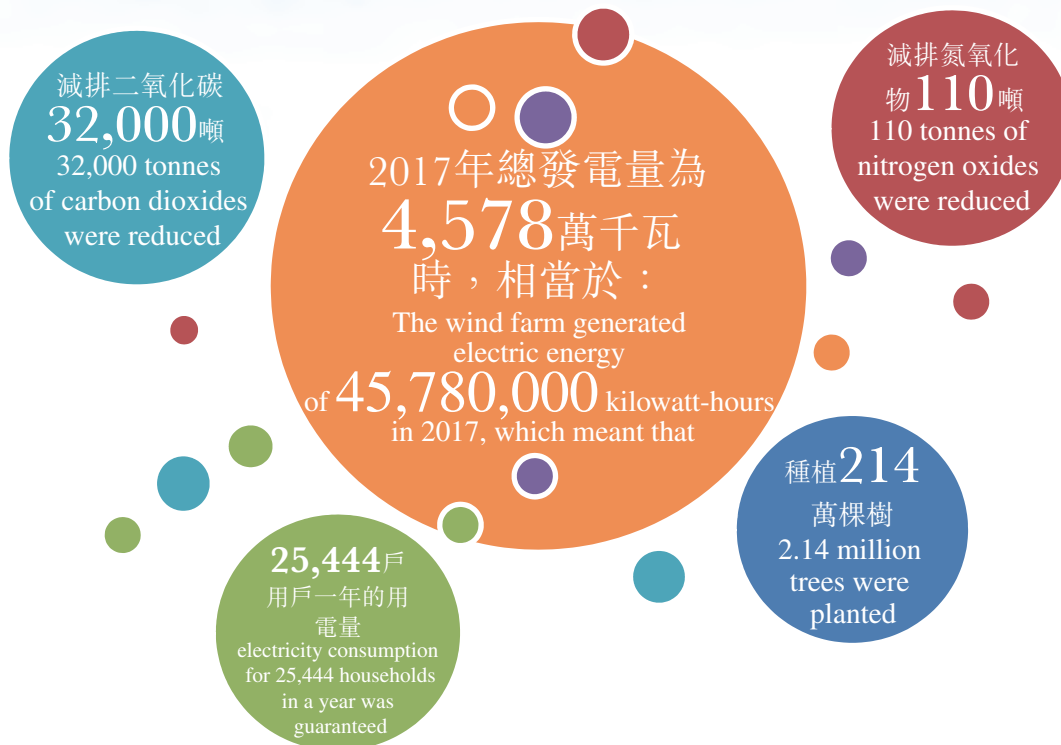 減排二氧化碳
32,000噸
32,000 tonnes
of carbon dioxides
were reduced
2017年總發電量為
4,578萬千瓦
時，相當於：
The wind farm generated
electric energy
of 45,780,000 kilowatt-hours
in 2017, which meant that
減排氮氧化
物110噸
110 tonnes of
nitrogen oxides
were reduced
25,444戶
用戶一年的用
電量
electricity consumption
for 25,444 households
in a year was
guaranteed
種植214
萬棵樹
2.14 million
trees were
planted